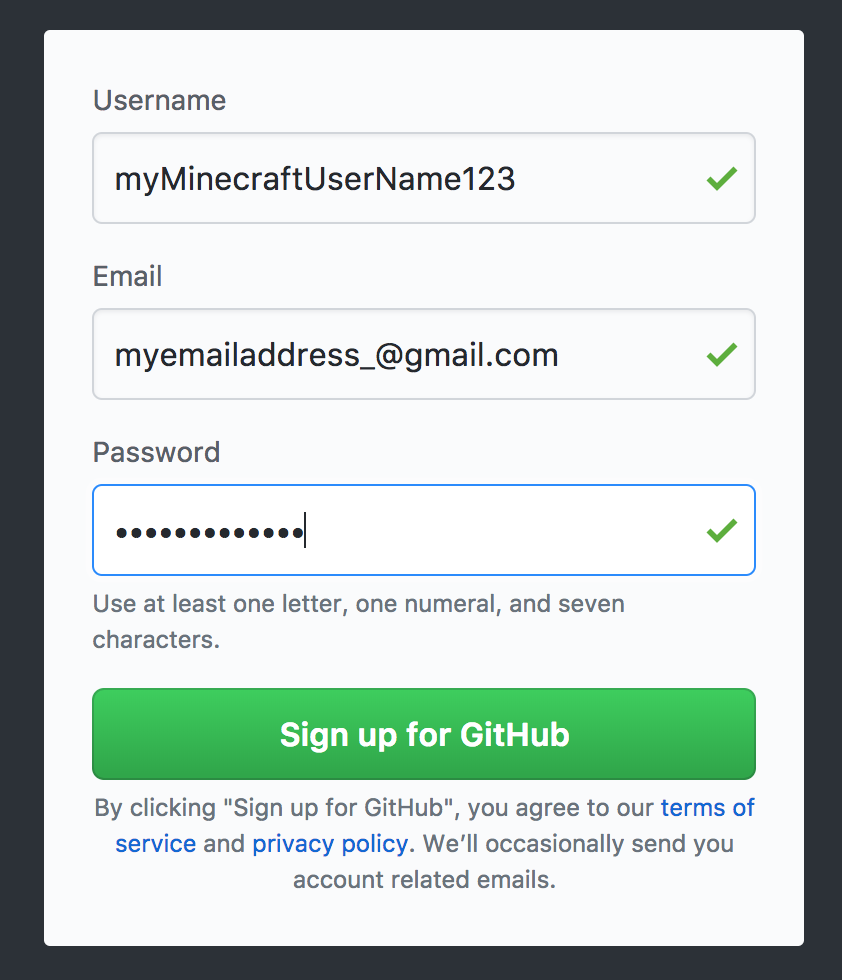 Username
myMinecraftUserName123
Email
myemailaddress_@gmail.com
Password
•••••••••••••
Use at least one letter, one numeral, and seven
characters.
Sign up for GitHub
By clicking "Sign up for GitHub", you agree to our terms of
service and privacy policy. We’ll occasionally send you
account related emails.